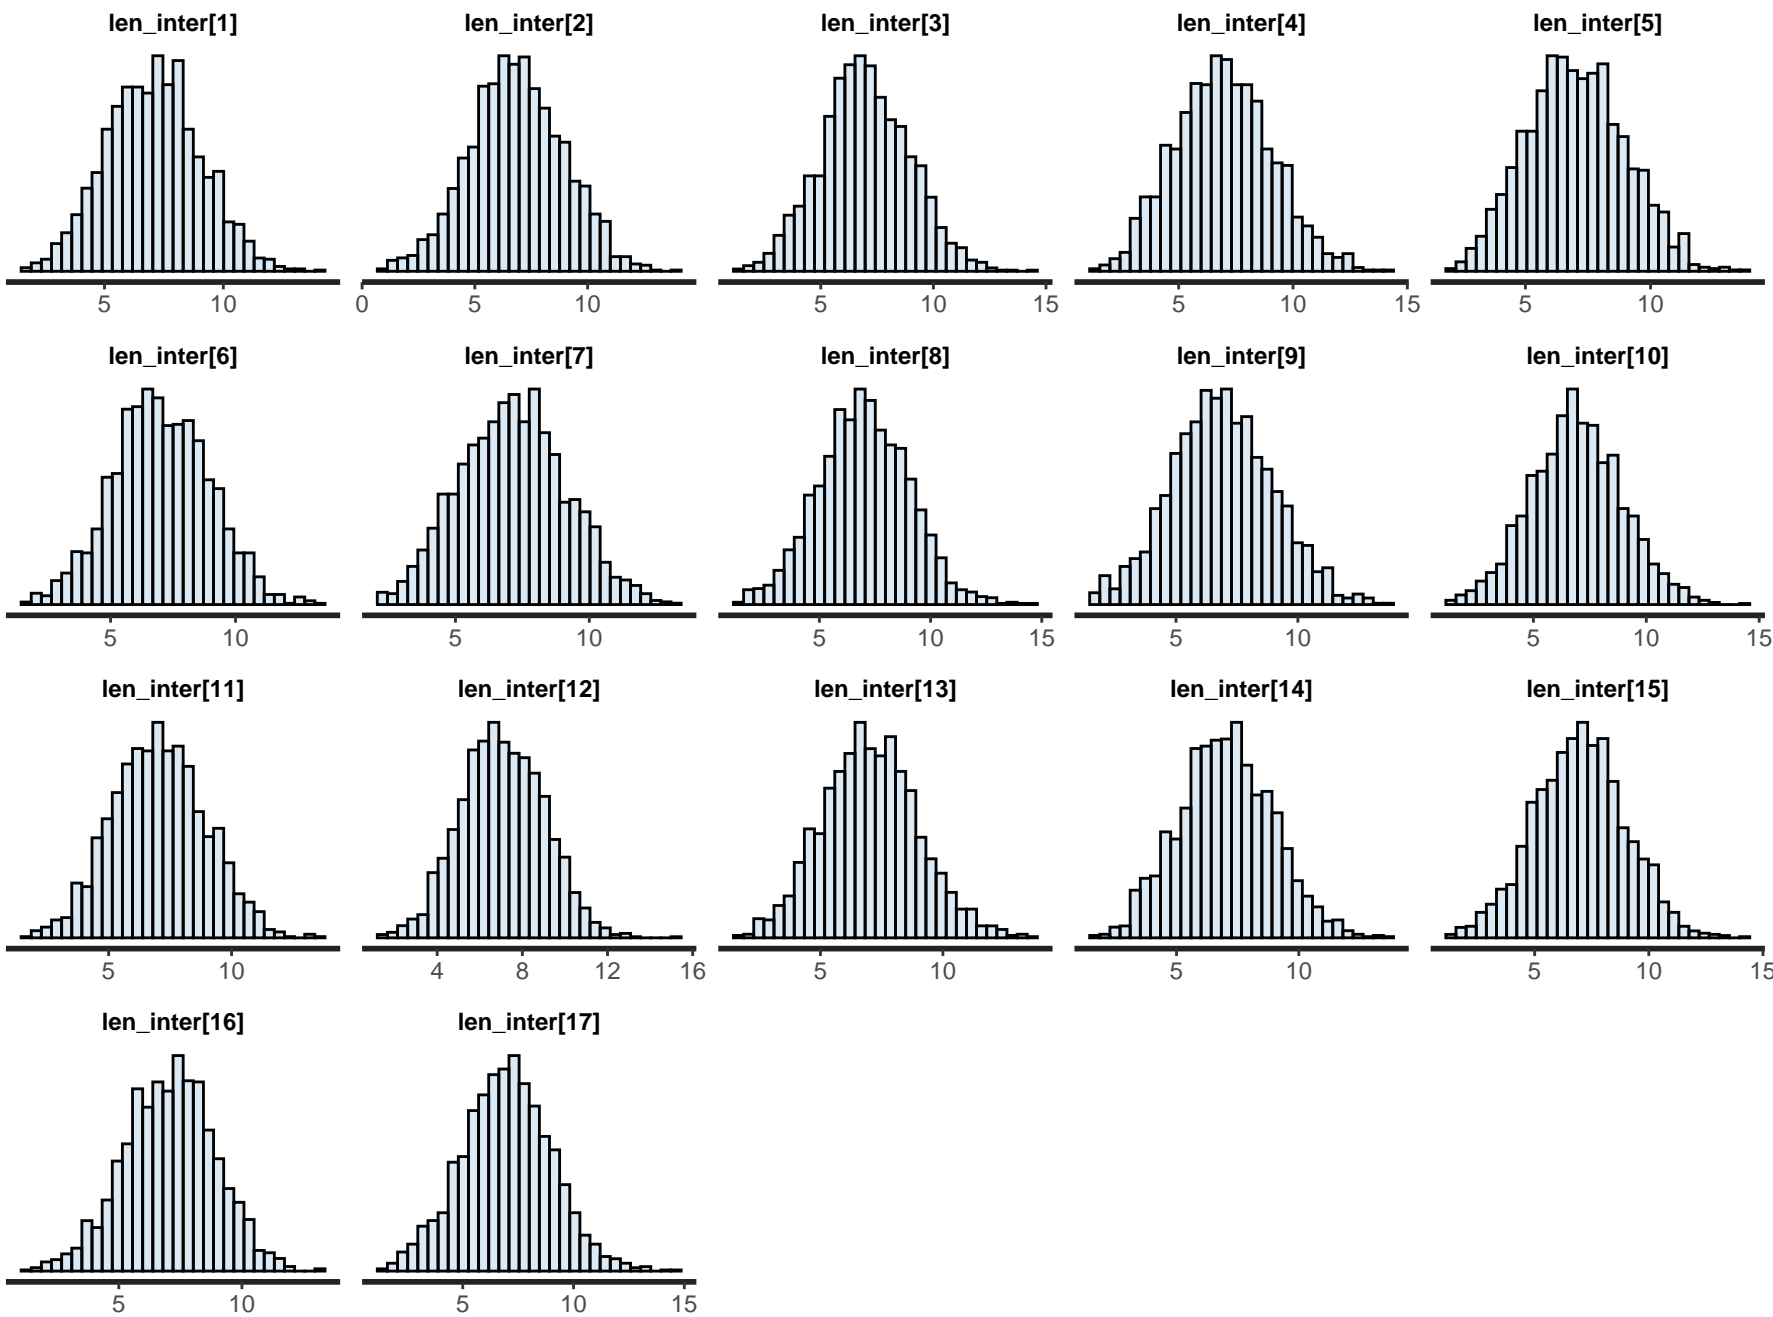 len_inter[1] len_inter[2] len_inter[3] len_inter[4] len_inter[5]
5 10 0 5 10 5 10 15 5 10 15 5 10
len_inter[6] len_inter[7] len_inter[8] len_inter[9] len_inter[10]
5 10 5 10 5 10 15 5 10 5 10 15
len_inter[11] len_inter[12] len_inter[13] len_inter[14] len_inter[15]
5 10 4 8 12 16 5 10 5 10 5 10 15
len_inter[16] len_inter[17]
5 10 5 10 15